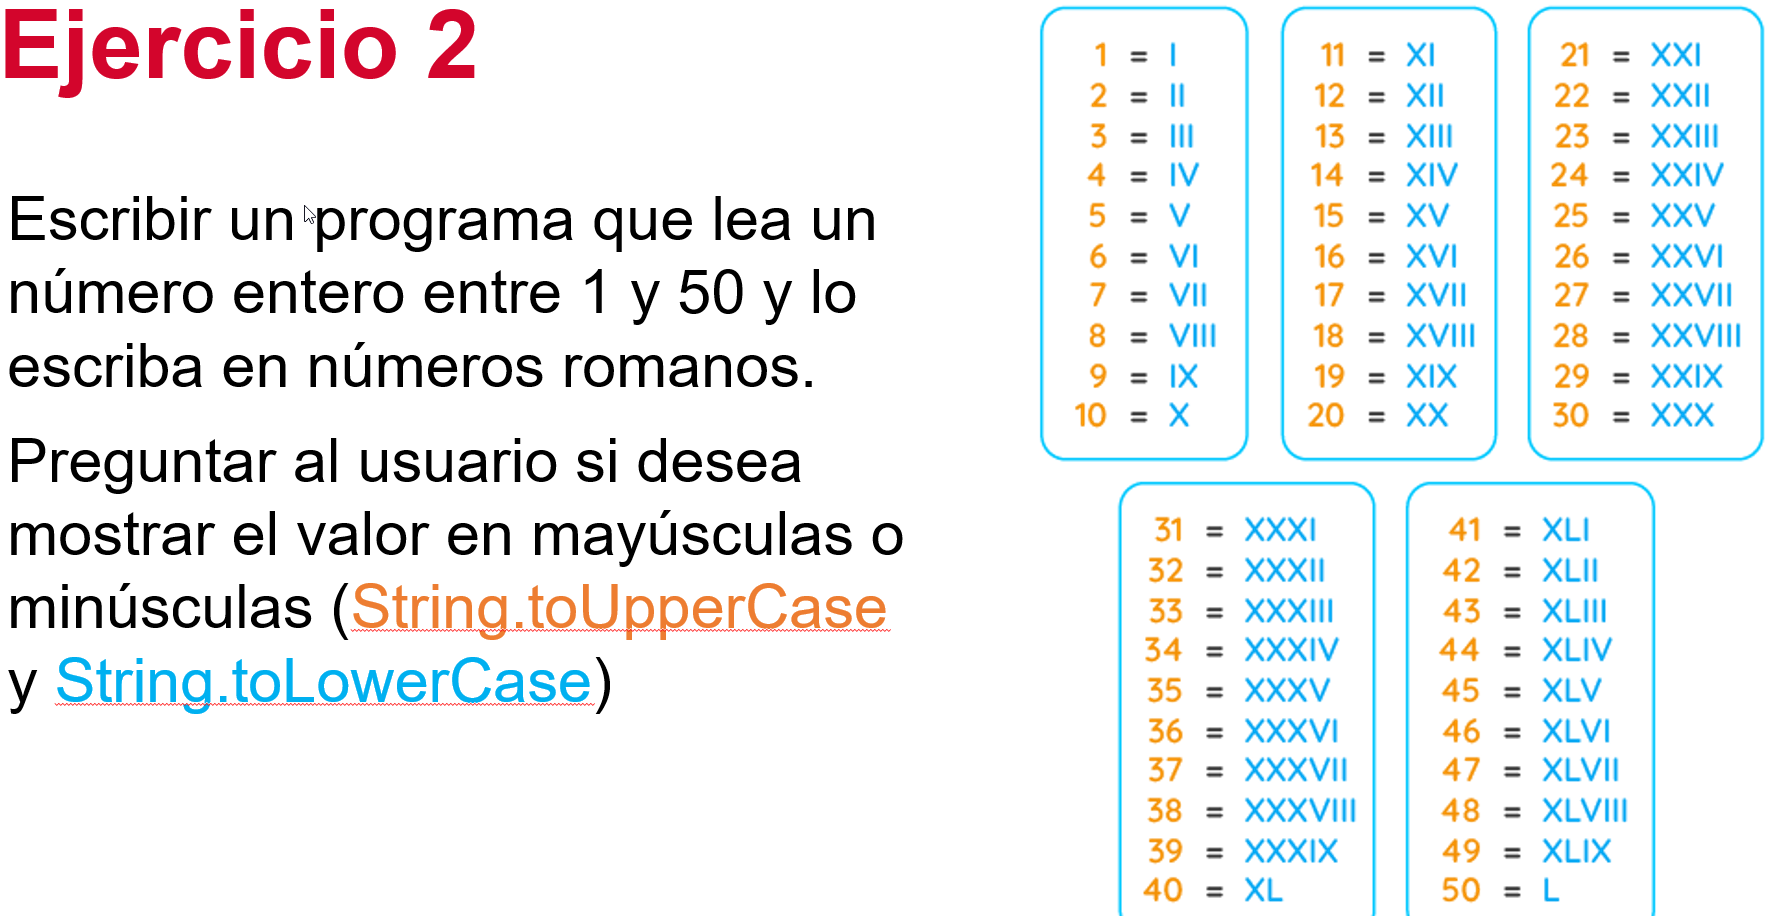 Ejercicio 2
Escribir un programa que lea un
número entero entre 1 y 50 y lo
escriba en números romanos.
Preguntar al usuario si desea
mostrar el valor en mayúsculas o
minúsculas (String.toUpperCase
y String.toLowerCase)
1 = I
2 = II
3 = III
4 = IV
5 = V
6 = VI
7 = VII
8 = VIII
9 = IX
10 = X
11 = XI
12 = XII
13 = XIII
14 = XIV
15 = XV
16 = XVI
17 = XVII
18 = XVIII
19 = XIX
20 = XX
21 = XXI
22 = XXII
23 = XXIII
24 = XXIV
25 = XXV
26 = XXVI
27 = XXVII
28 = XXVIII
29 = XXIX
30 = XXX
31 = XXXI
32 = XXXII
33 = XXXIII
34 = XXXIV
35 = XXXV
36 = XXXVI
37 = XXXVII
38 = XXXVIII
39 = XXXIX
40 = XL
41 = XLI
42 = XLII
43 = XLIII
44 = XLIV
45 = XLV
46 = XLVI
47 = XLVII
48 = XLVIII
49 = XLIX
50 = L